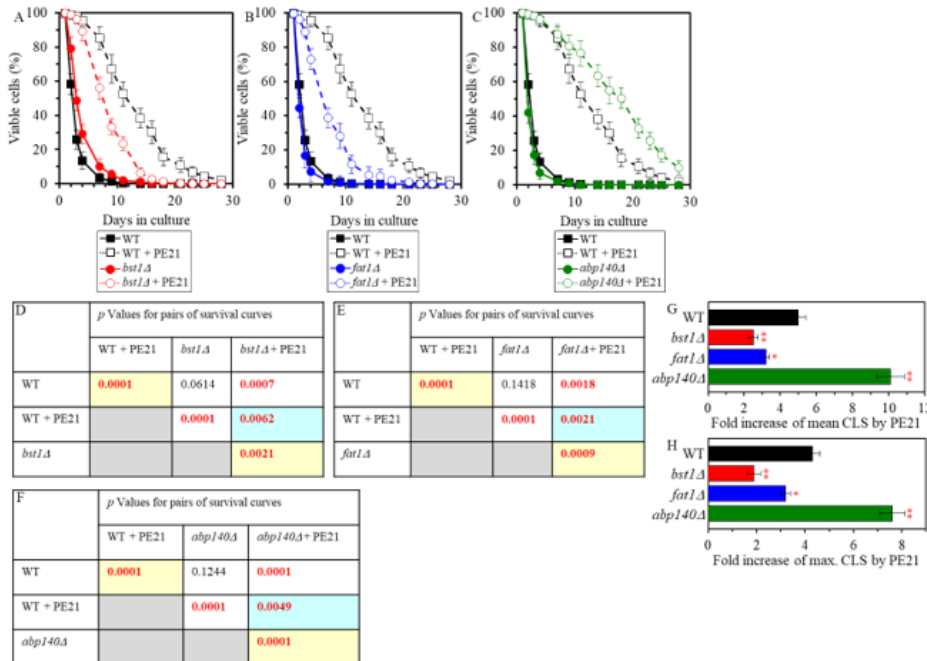 A
B
C
Viable cells (%)
100
80
60
40
20
0
0
10
20
30
Days in culture
WT
WT + PE21
bst1Δ
bst1Δ + PE21
Viable cells (%)
100
80
60
40
20
0
0
10
20
30
Days in culture
WT
WT + PE21
fat1Δ
fat1Δ + PE21
Viable cells (%)
100
80
60
40
20
0
0
10
20
30
Days in culture
WT
WT + PE21
abp140Δ
abp140Δ + PE21
D
p Values for pairs of survival curves
WT + PE21 bst1Δ bst1Δ+ PE21
WT 0.0001 0.0614 0.0007
WT + PE21 0.0001 0.0062
bst1Δ 0.0021
E
p Values for pairs of survival curves
WT + PE21 fat1Δ fat1Δ+ PE21
WT 0.0001 0.1418 0.0018
WT + PE21 0.0001 0.0021
fat1Δ 0.0009
F
p Values for pairs of survival curves
WT + PE21 abp140Δ abp140Δ+ PE21
WT 0.0001 0.1244 0.0001
WT + PE21 0.0001 0.0049
abp140Δ 0.0001
G
WT
bst1Δ **
fat1Δ *
abp140Δ **
0 2 4 6 8 10 12
Fold increase of mean CLS by PE21
H
WT
bst1Δ **
fat1Δ *
abp140Δ **
0 2 4 6 8
Fold increase of max. CLS by PE21